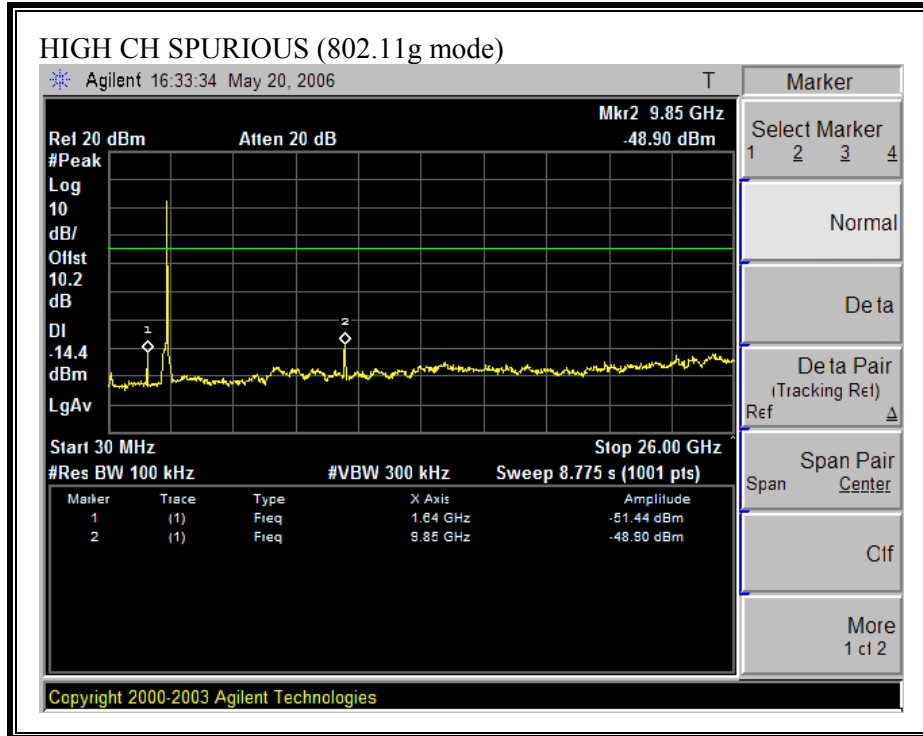 HIGH CH SPURIOUS (802.11g mode)
Agilent 16:33:34 May 20, 2006 T
Mkr2 9.85 GHz
Ref 20 dBm Atten 20 dB -48.90 dBm
#Peak
Log
10
dB/
Offst
10.2
dB
DI
-14.4
dBm
LgAv
1
2
Start 30 MHz Stop 26.00 GHz
#Res BW 100 kHz #VBW 300 kHz Sweep 8.775 s (1001 pts)
Marker Trace Type X Axis Amplitude
1 (1) Freq 1.64 GHz -51.44 dBm
2 (1) Freq 9.85 GHz -48.90 dBm
Copyright 2000-2003 Agilent Technologies
Marker
Select Marker
1 2 3 4
Normal
Delta
Delta Pair
(Tracking Ref)
Ref Δ
Span Pair
Span Center
Off
More
1 of 2